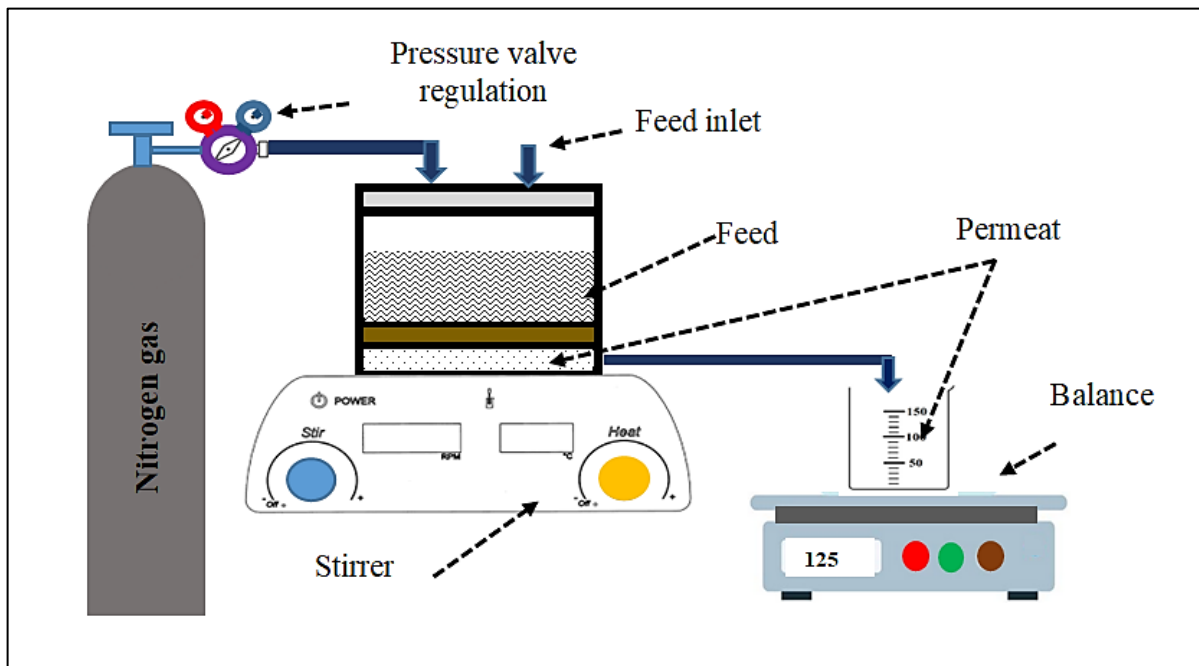 Pressure valve
regulation
Feed inlet
Feed
Permeat
Nitrogen gas
POWER
Stir
Heat
RPM
°C
- Off +
- Off +
150
100
50
Balance
Stirrer
125